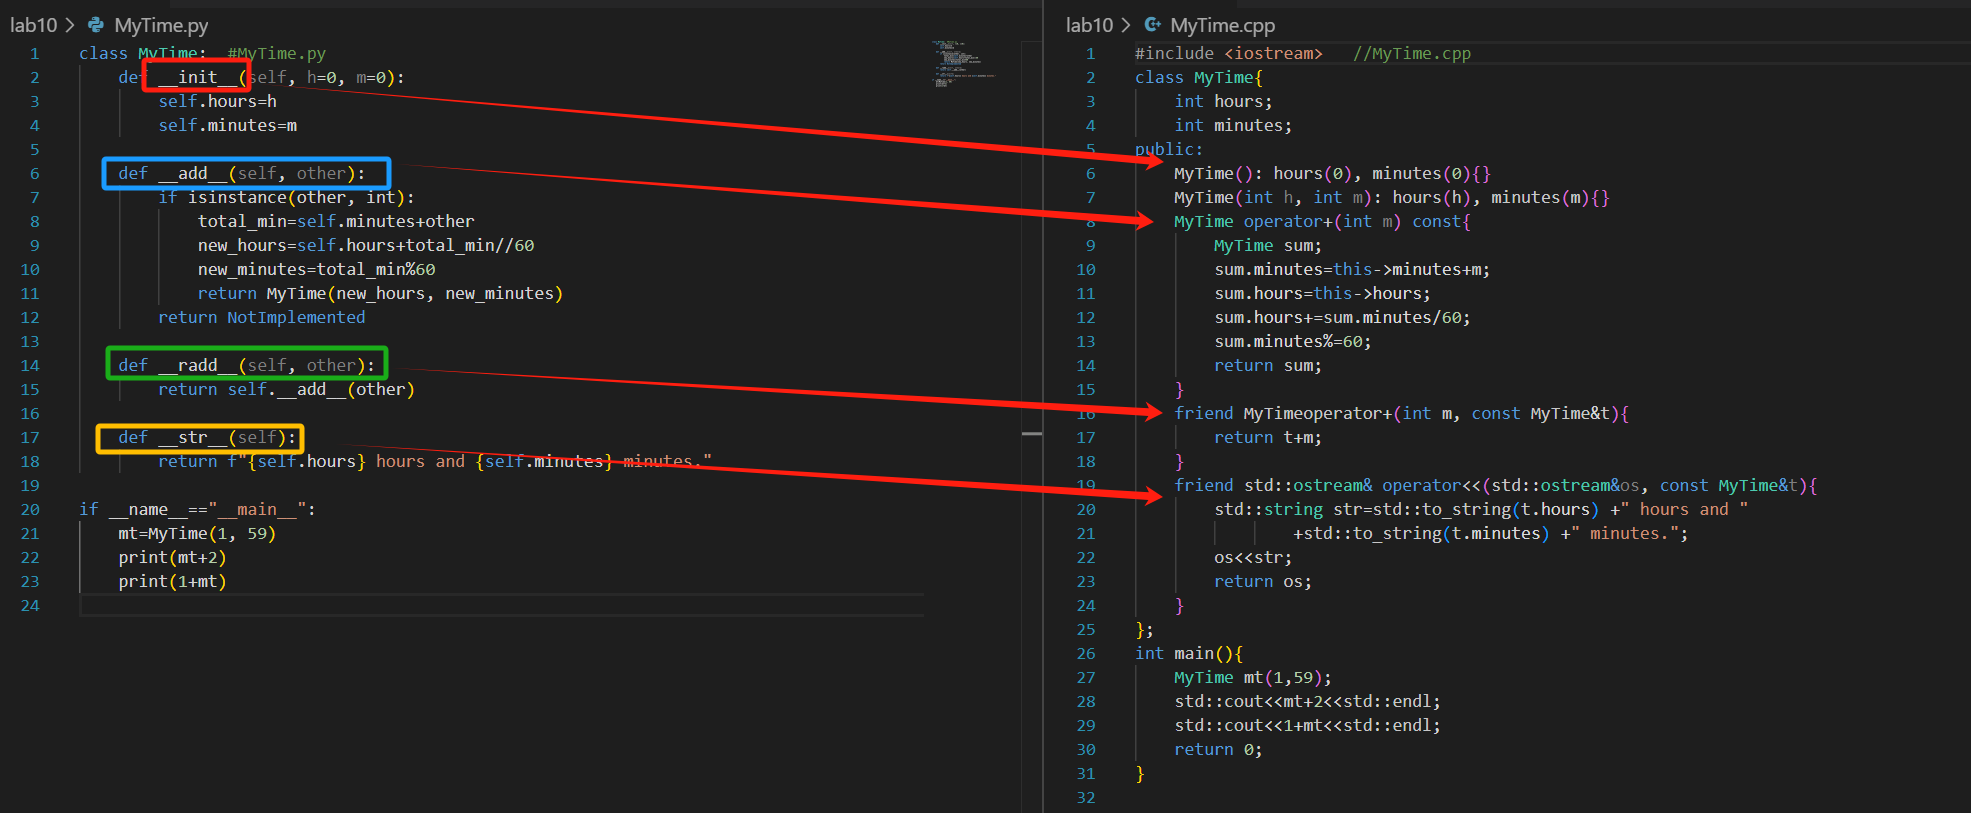 lab10 > MyTime.py
1 class MyTime: #MyTime.py
2 def __init__(self, h=0, m=0):
3 self.hours=h
4 self.minutes=m
5
6 def __add__(self, other):
7 if isinstance(other, int):
8 total_min=self.minutes+other
9 new_hours=self.hours+total_min//60
10 new_minutes=total_min%60
11 return MyTime(new_hours, new_minutes)
12 return NotImplemented
13
14 def __radd__(self, other):
15 return self.__add__(other)
16
17 def __str__(self):
18 return f"{self.hours} hours and {self.minutes} minutes."
19
20 if __name__=="__main__":
21 mt=MyTime(1, 59)
22 print(mt+2)
23 print(1+mt)
24
lab10 > MyTime.cpp
1 #include <iostream> //MyTime.cpp
2 class MyTime{
3 int hours;
4 int minutes;
5 public:
6 MyTime(): hours(0), minutes(0){}
7 MyTime(int h, int m): hours(h), minutes(m){}
8 MyTime operator+(int m) const{
9 MyTime sum;
10 sum.minutes=this->minutes+m;
11 sum.hours=this->hours;
12 sum.hours+=sum.minutes/60;
13 sum.minutes%=60;
14 return sum;
15 }
16 friend MyTimeoperator+(int m, const MyTime&t){
17 return t+m;
18 }
19 friend std::ostream& operator<<(std::ostream&os, const MyTime&t){
20 std::string str=std::to_string(t.hours) +" hours and "
21 +std::to_string(t.minutes) +" minutes.";
22 os<<str;
23 return os;
24 }
25 };
26 int main(){
27 MyTime mt(1,59);
28 std::cout<<mt+2<<std::endl;
29 std::cout<<1+mt<<std::endl;
30 return 0;
31 }
32